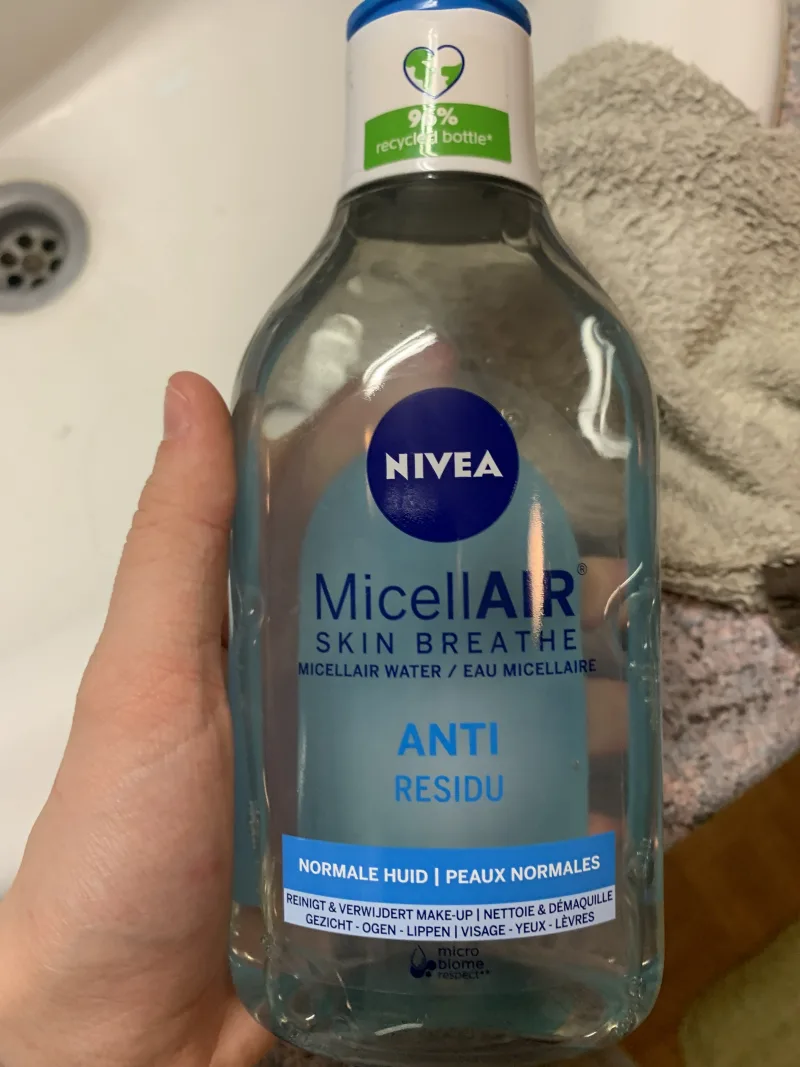 96%
recycled bottle*
NIVEA
MicellAIR®
SKIN BREATHE
MICELLAIR WATER / EAU MICELLAIRE
ANTI
RESIDU
NORMALE HUID | PEAUX NORMALES
REINIGT & VERWIJDERT MAKE-UP | NETTOIE & DÉMAQUILLE
GEZICHT - OGEN - LIPPEN | VISAGE - YEUX - LÈVRES
micro
biome
respect**